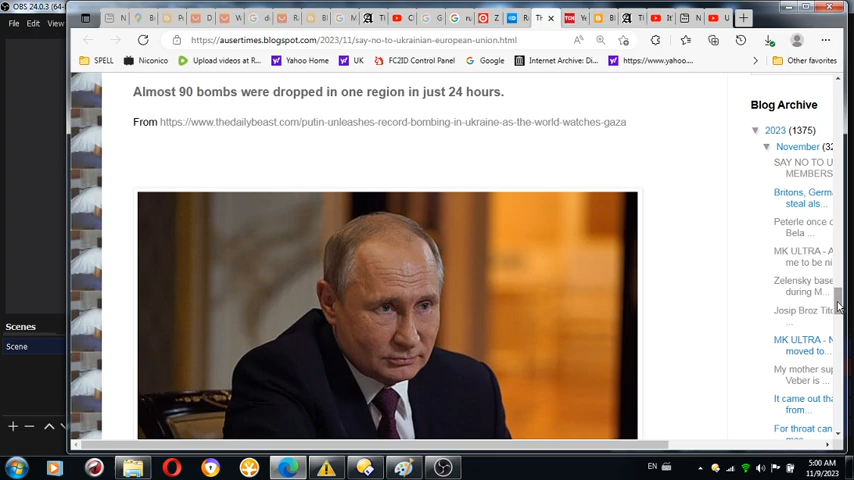 OBS 24.0.3 (64-
File Edit
https://ausertimes.blogspot.com/2023/11/say-no-to-ukrainian-european-union.html
SPELL Niconico Upload videos at R... Yahoo Home UK FC2ID Control Panel Google Internet Archive: Di... https://www.yahoo.... Other favorites
Almost 90 bombs were dropped in one region in just 24 hours.
From https://www.thedailybeast.com/putin-unleashes-record-bombing-in-ukraine-as-the-world-watches-gaza
Blog Archive
▼ 2023 (1375)
▼ November (32
SAY NO TO U
MEMBERS
Britons, Germ
steal als...
Peterle once o
Bela ...
MK ULTRA - A
me to be ni
Zelensky base
during M...
Josip Broz Tito
...
MK ULTRA - N
moved to...
My mother sup
Veber is ...
It came out tha
from...
For throat can
Scenes
Scene
EN
5:00 AM
11/9/2023